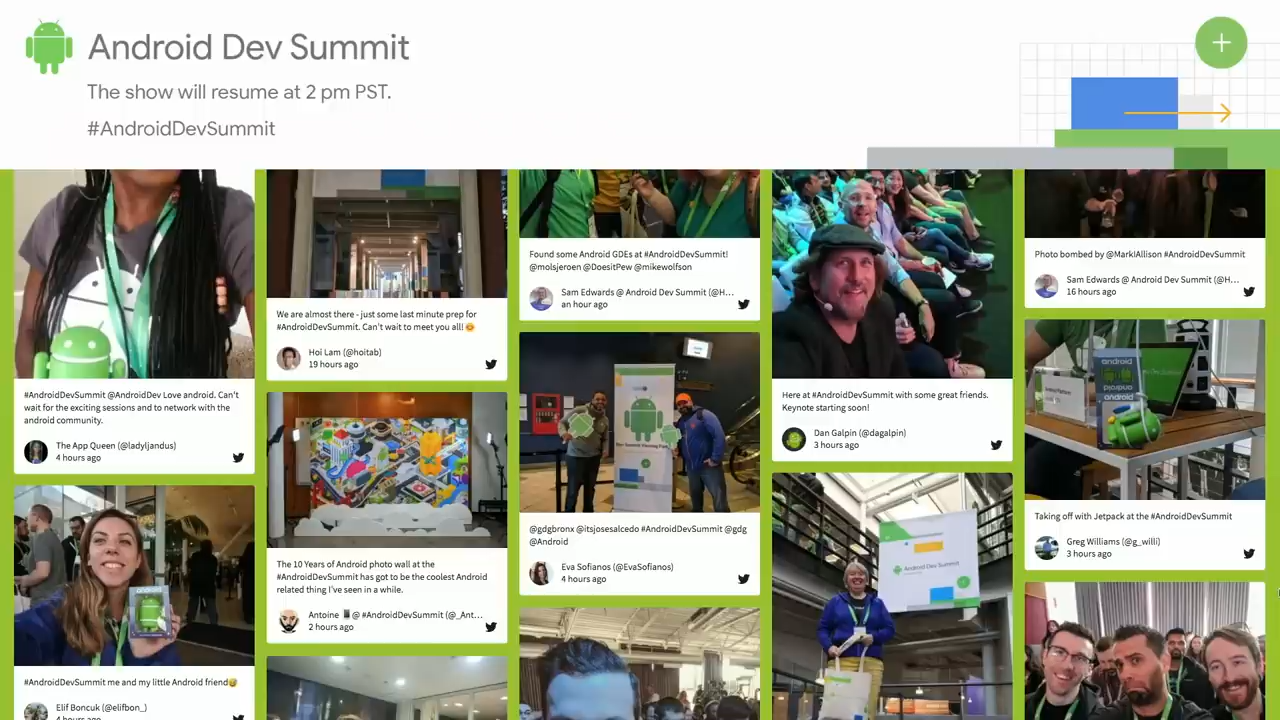 Android Dev Summit
The show will resume at 2 pm PST.
#AndroidDevSummit
#AndroidDevSummit @AndroidDev Love android. Can't
wait for the exciting sessions and to network with the
android community.
The App Queen (@ladyljandus)
4 hours ago
#AndroidDevSummit me and my little Android friend😅
Elif Boncuk (@elifbon_)
4 hours ago
We are almost there - just some last minute prep for
#AndroidDevSummit. Can't wait to meet you all!😊
Hoi Lam (@hoitab)
19 hours ago
The 10 Years of Android photo wall at the
#AndroidDevSummit has got to be the coolest Android
related thing I've seen in a while.
Antoine 📱@ #AndroidDevSummit (@_Ant...
2 hours ago
Found some Android GDEs at #AndroidDevSummit!
@molsjeroen @DoesitPew @mikewolfson
Sam Edwards @ Android Dev Summit (@H...
an hour ago
@gdgbronx @itsjosesalcedo #AndroidDevSummit @gdg
@Android
Eva Sofianos (@EvaSofianos)
4 hours ago
Here at #AndroidDevSummit with some great friends.
Keynote starting soon!
Dan Galpin (@dagalpin)
3 hours ago
Android Dev Summit
Photo bombed by @MarkIAllison #AndroidDevSummit
Sam Edwards @ Android Dev Summit (@H...
16 hours ago
android
android
Taking off with Jetpack at the #AndroidDevSummit
Greg Williams (@g_willi)
3 hours ago